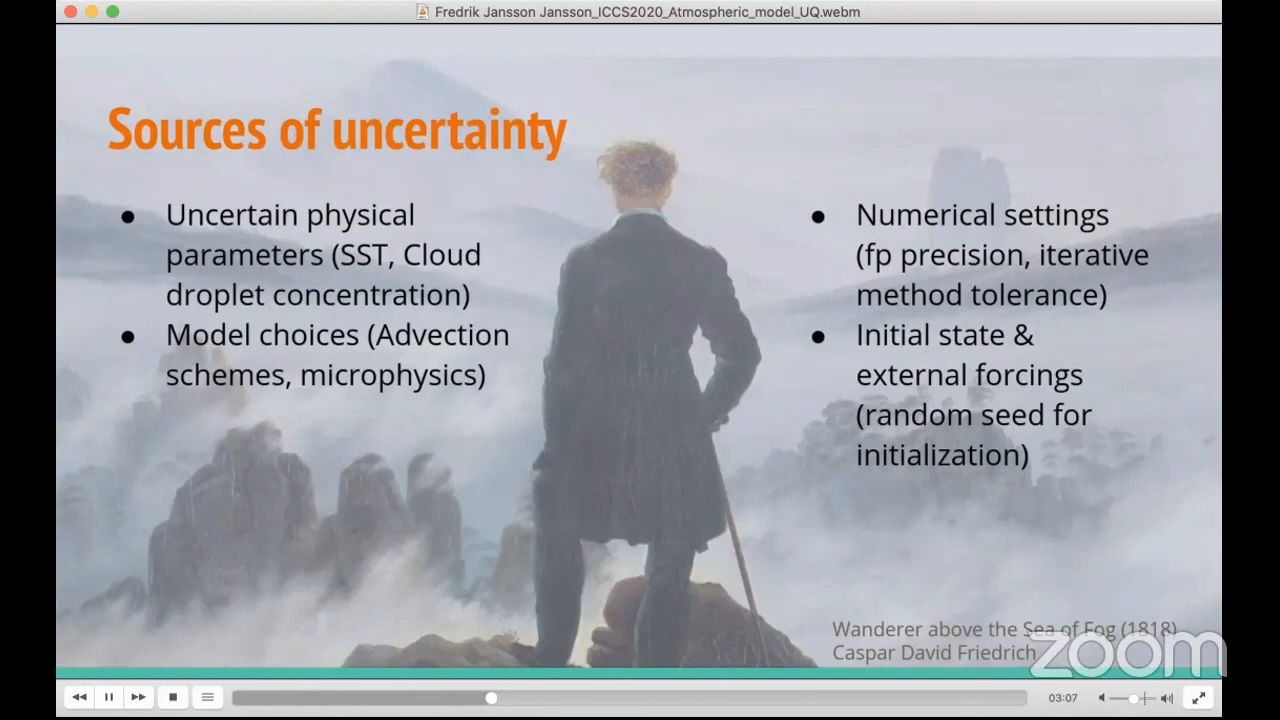 Fredrik Jansson Jansson_ICCS2020_Atmospheric_model_UQ.webm
Sources of uncertainty
● Uncertain physical
parameters (SST, Cloud
droplet concentration)
● Model choices (Advection
schemes, microphysics)
● Numerical settings
(fp precision, iterative
method tolerance)
● Initial state &
external forcings
(random seed for
initialization)
Wanderer above the Sea of Fog (1818)
Caspar David Friedrich
zoom
03:07